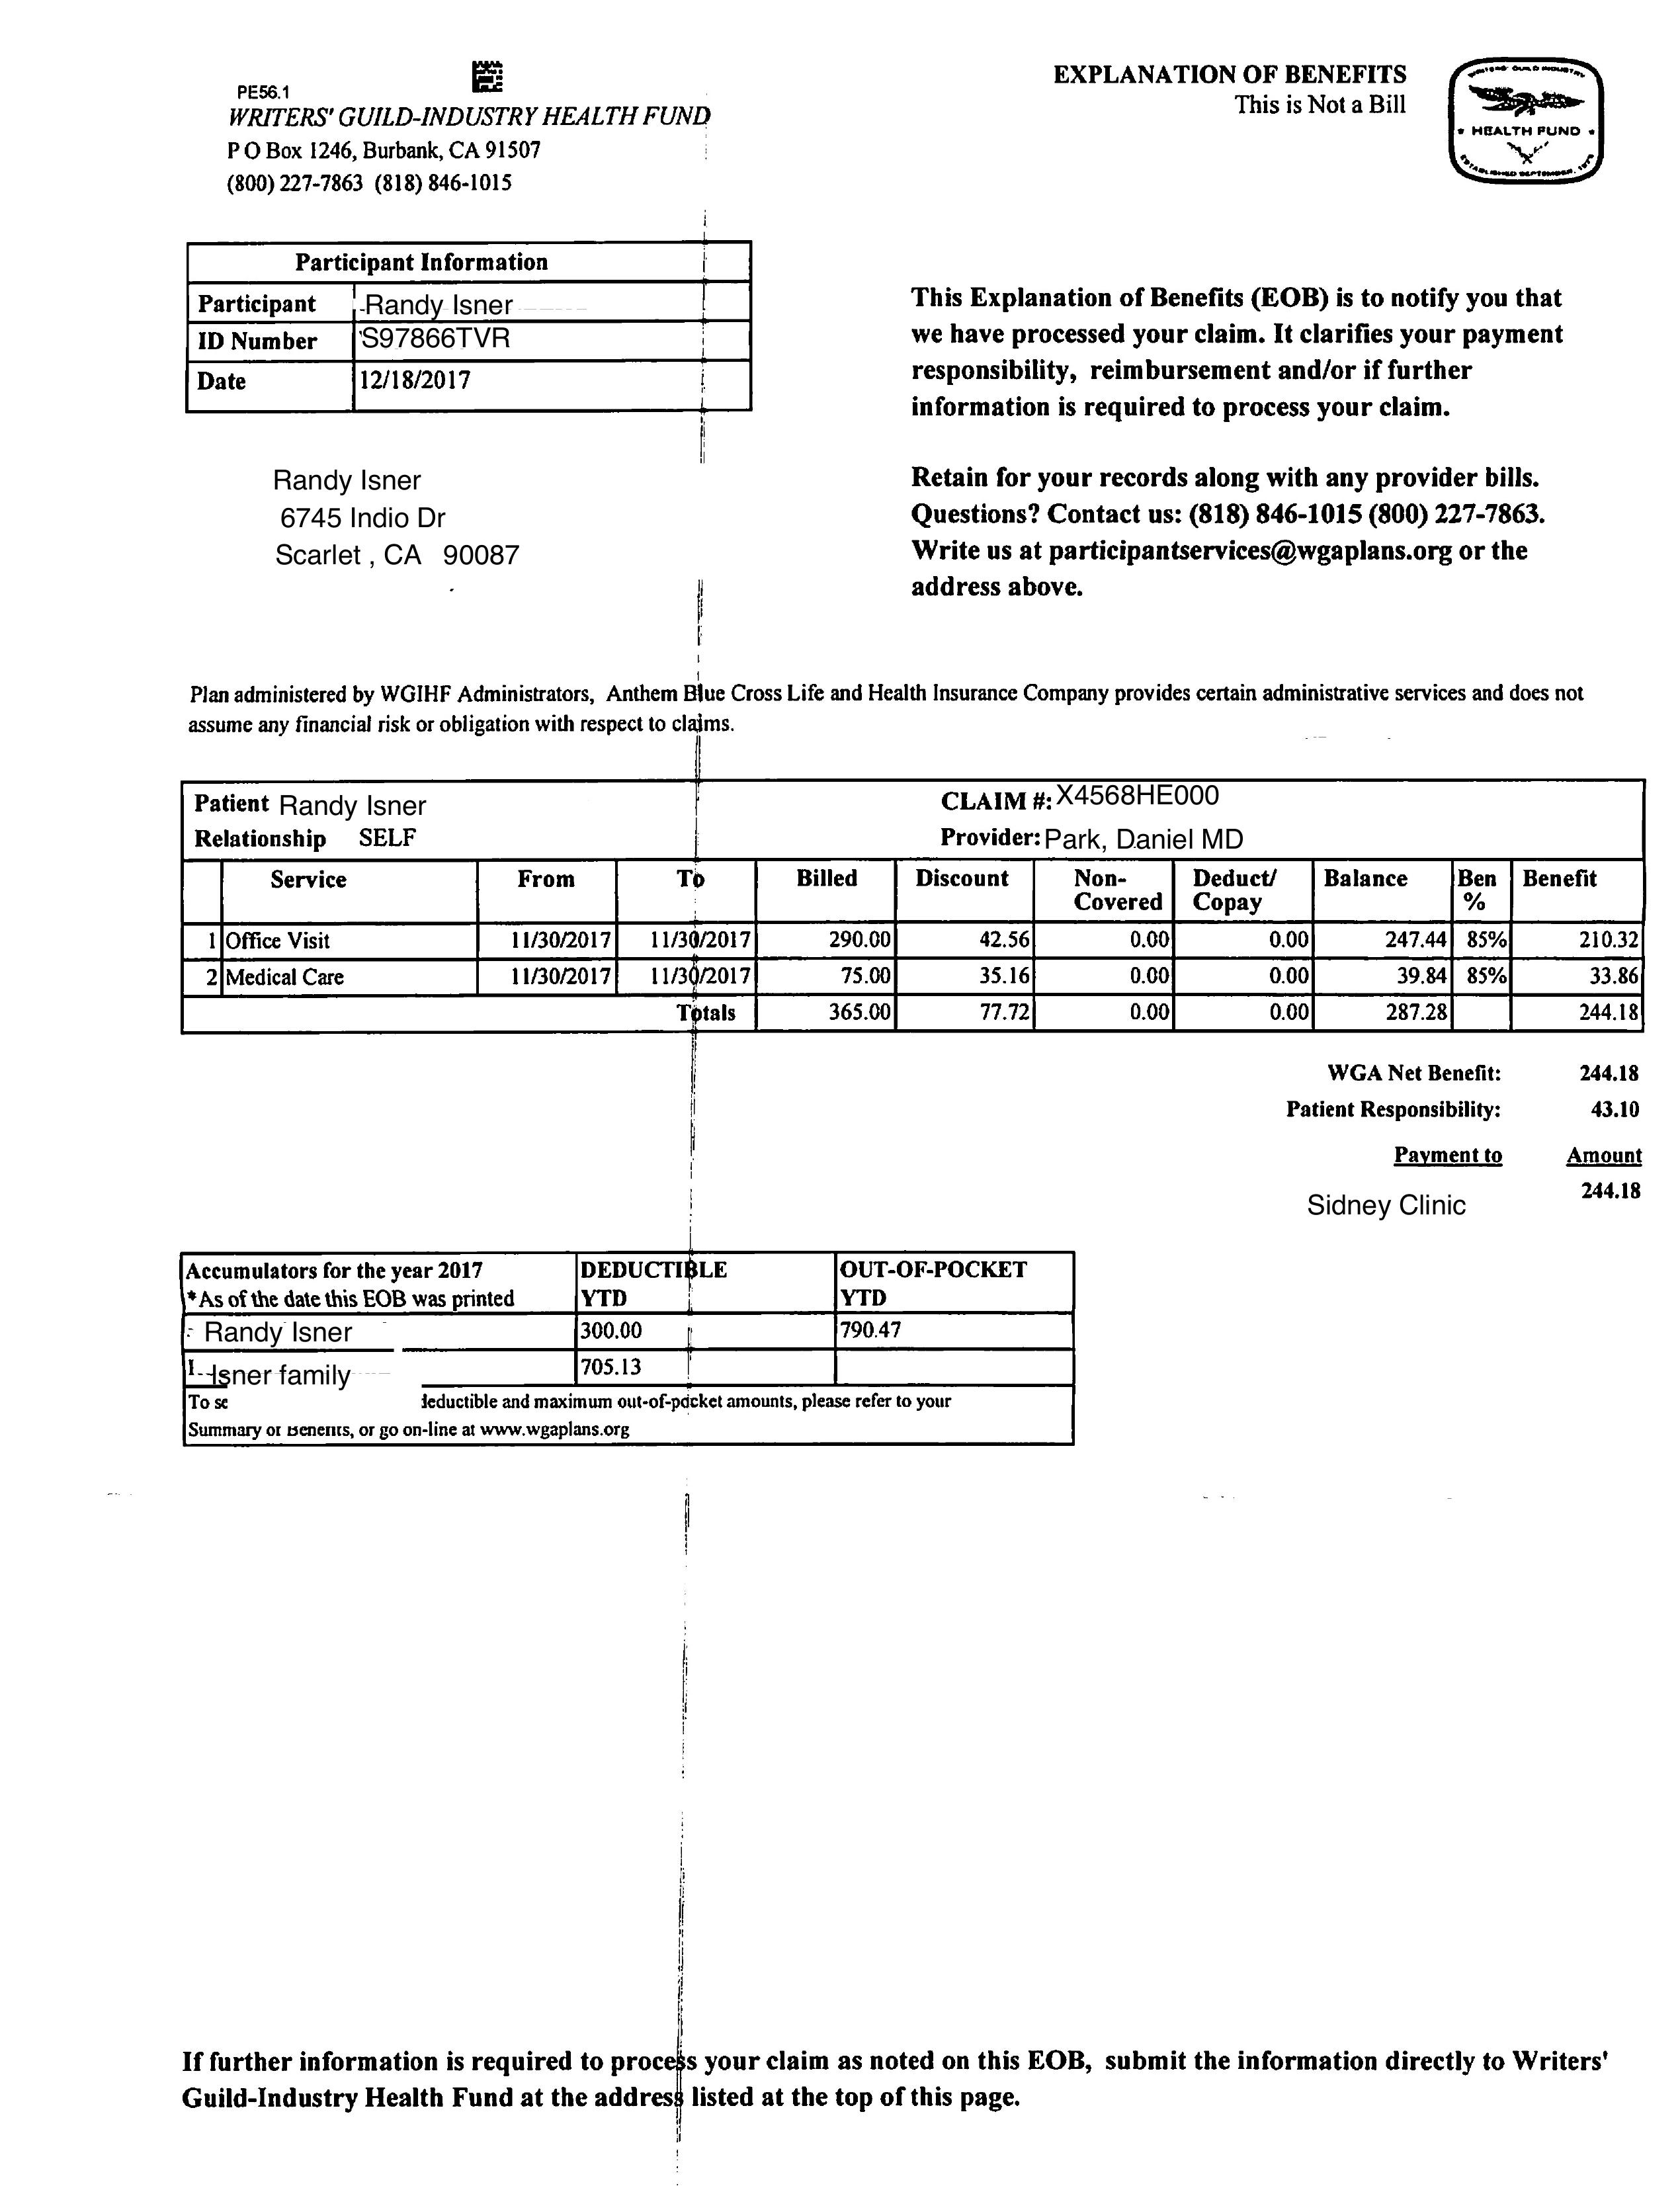 PE56.1
WRITERS' GUILD-INDUSTRY HEALTH FUND
P O Box 1246, Burbank, CA 91507
(800) 227-7863 (818) 846-1015
EXPLANATION OF BENEFITS
This is Not a Bill
WRITERS' GUILD INDUSTRY
* HEALTH FUND *
ESTABLISHED SEPTEMBER, 1973
Participant Information
Participant Randy Isner
ID Number S97866TVR
Date 12/18/2017
Randy Isner
6745 Indio Dr
Scarlet , CA 90087
This Explanation of Benefits (EOB) is to notify you that
we have processed your claim. It clarifies your payment
responsibility, reimbursement and/or if further
information is required to process your claim.
Retain for your records along with any provider bills.
Questions? Contact us: (818) 846-1015 (800) 227-7863.
Write us at participantservices@wgaplans.org or the
address above.
Plan administered by WGIHF Administrators, Anthem Blue Cross Life and Health Insurance Company provides certain administrative services and does not
assume any financial risk or obligation with respect to claims.
Patient Randy Isner CLAIM #: X4568HE000
Relationship SELF Provider: Park, Daniel MD
Service From To Billed Discount Non- Deduct/ Balance Ben Benefit
Covered Copay %
1 Office Visit 11/30/2017 11/30/2017 290.00 42.56 0.00 0.00 247.44 85% 210.32
2 Medical Care 11/30/2017 11/30/2017 75.00 35.16 0.00 0.00 39.84 85% 33.86
Totals 365.00 77.72 0.00 0.00 287.28 244.18
WGA Net Benefit: 244.18
Patient Responsibility: 43.10
Payment to Amount
Sidney Clinic 244.18
Accumulators for the year 2017 DEDUCTIBLE OUT-OF-POCKET
*As of the date this EOB was printed YTD YTD
Randy Isner 300.00 790.47
Isner family 705.13
To se deductible and maximum out-of-pocket amounts, please refer to your
Summary of Benefits, or go on-line at www.wgaplans.org
If further information is required to process your claim as noted on this EOB, submit the information directly to Writers'
Guild-Industry Health Fund at the address listed at the top of this page.